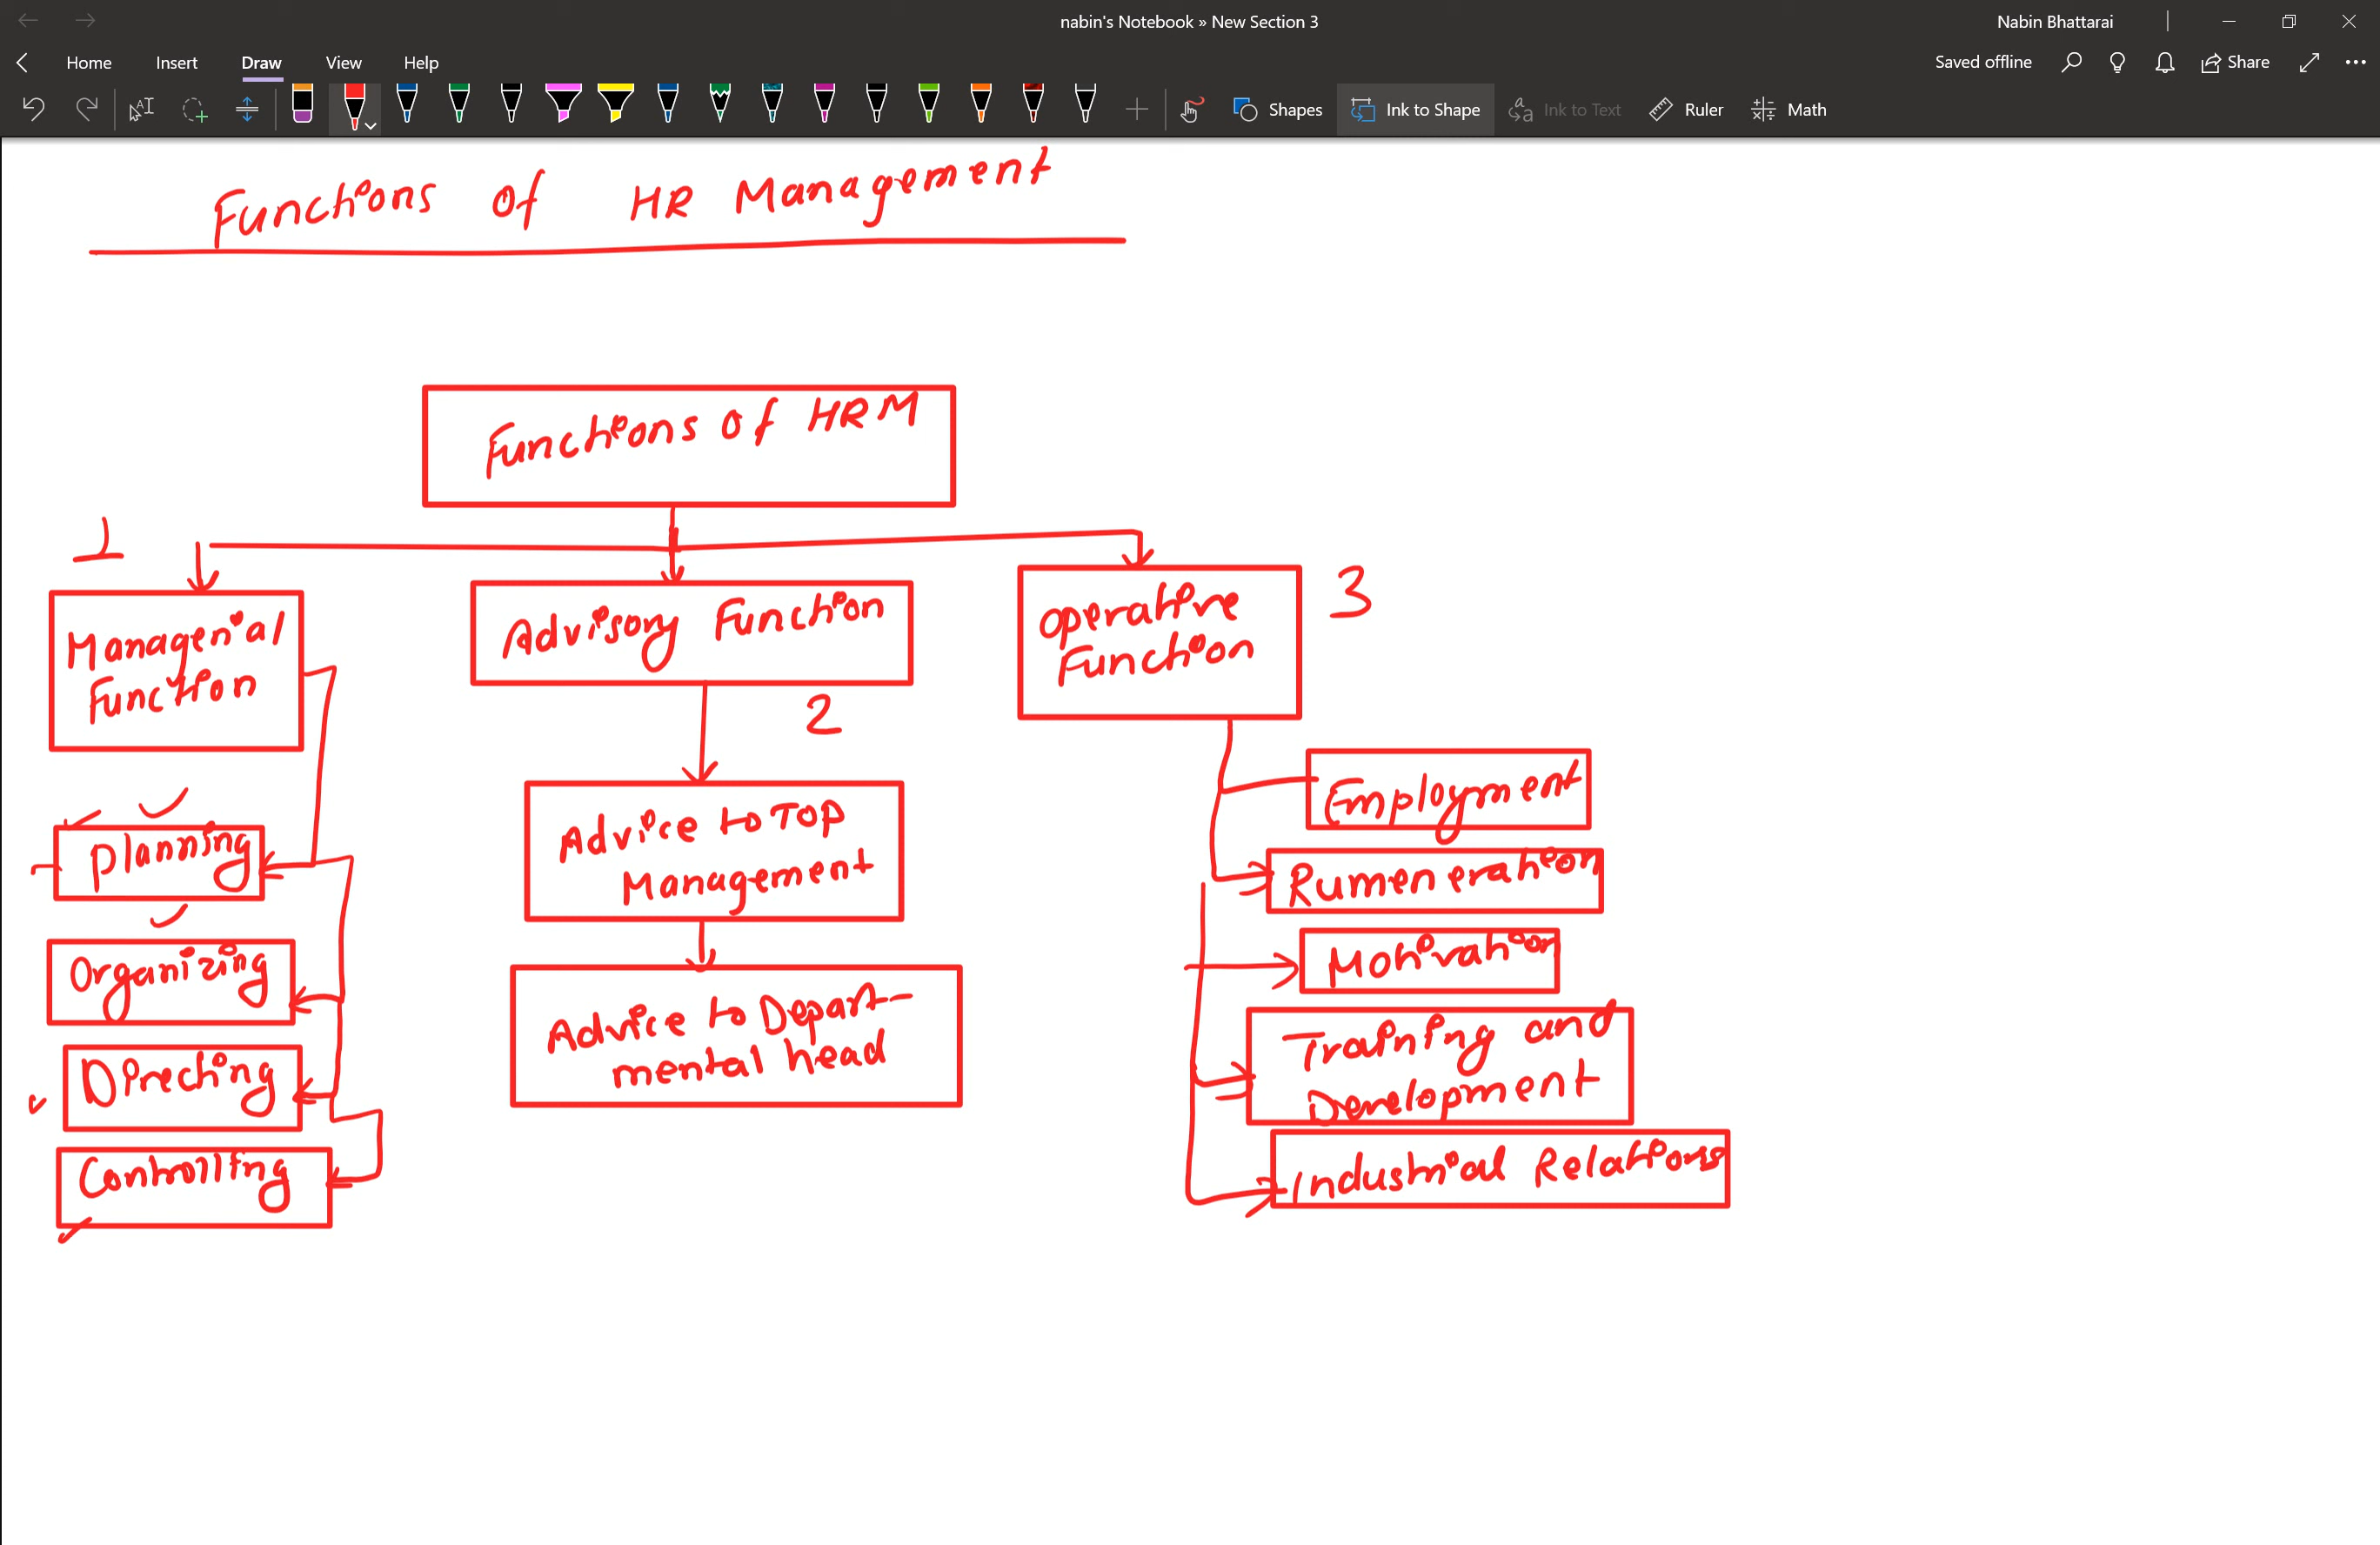 nabin's Notebook » New Section 3
Nabin Bhattarai
Home Insert Draw View Help
Saved offline
Share
Shapes
Ink to Shape
Ink to Text
Ruler
Math
Functions of HR Management
Functions of HRM
1
Managerial
Function
Advisory Function
2
Operative
Function
3
Planning
Organizing
Directing
Controlling
Advice to Top
Management
Advice to Depart-
mental head
Employment
Rumeneration
Motivation
Training and
Development
Industrial Relations